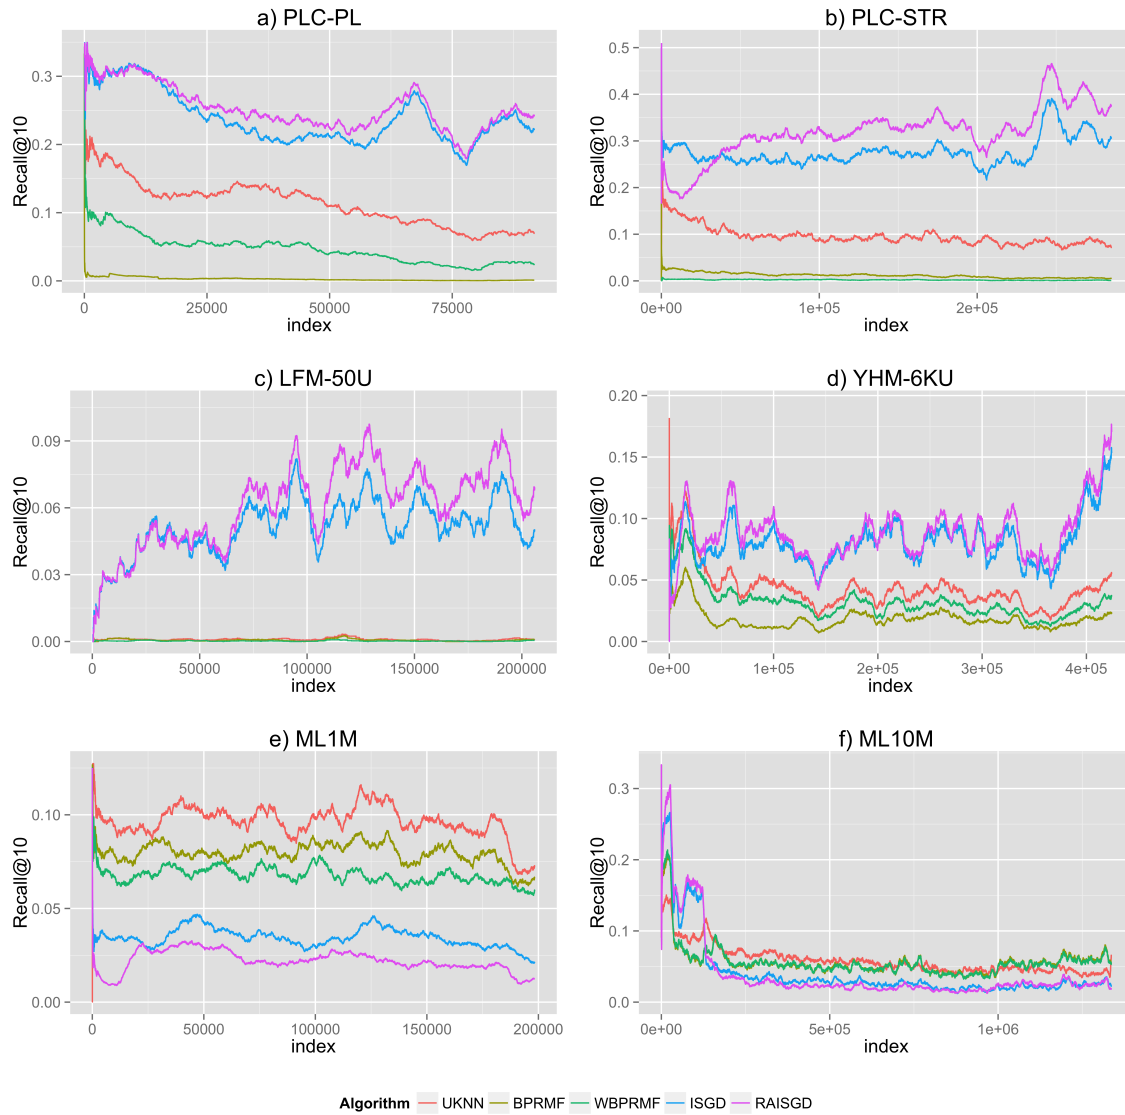 a) PLC-PL
Recall@10
0.3
0.2
0.1
0.0
0
25000
50000
75000
index
b) PLC-STR
Recall@10
0.5
0.4
0.3
0.2
0.1
0.0
0e+00
1e+05
2e+05
index
c) LFM-50U
Recall@10
0.09
0.06
0.03
0.00
0
50000
100000
150000
200000
index
d) YHM-6KU
Recall@10
0.20
0.15
0.10
0.05
0.00
0e+00
1e+05
2e+05
3e+05
4e+05
index
e) ML1M
Recall@10
0.10
0.05
0.00
0
50000
100000
150000
200000
index
f) ML10M
Recall@10
0.3
0.2
0.1
0.0
0e+00
5e+05
1e+06
index
Algorithm UKNN BPRMF WBPRMF ISGD RAISGD